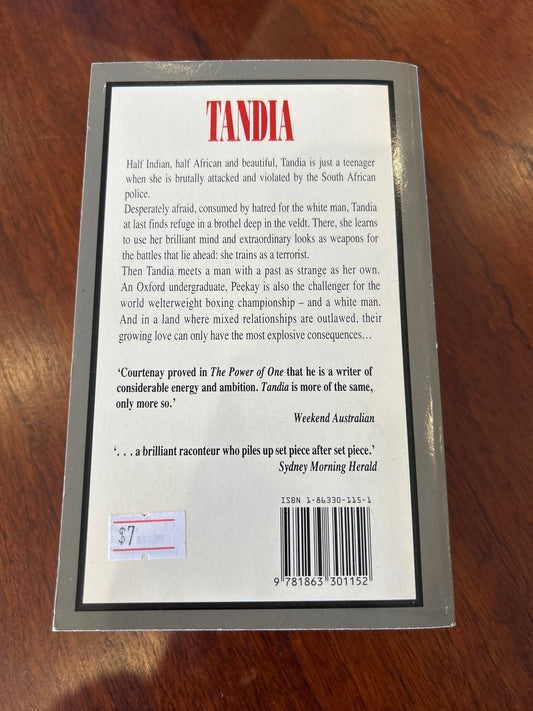 TANDIA
Half Indian, half African and beautiful, Tandia is just a teenager
when she is brutally attacked and violated by the South African
police.
Desperately afraid, consumed by hatred for the white man, Tandia
at last finds refuge in a brothel deep in the veldt. There, she learns
to use her brilliant mind and extraordinary looks as weapons for
the battles that lie ahead: she trains as a terrorist.
Then Tandia meets a man with a past as strange as her own.
An Oxford undergraduate, Peekay is also the challenger for the
world welterweight boxing championship – and a white man.
And in a land where mixed relationships are outlawed, their
growing love can only have the most explosive consequences…
‘Courtenay proved in The Power of One that he is a writer of
considerable energy and ambition. Tandia is more of the same,
only more so.’
Weekend Australian
‘. . . a brilliant raconteur who piles up set piece after set piece.’
Sydney Morning Herald
ISBN 1-86330-115-1
$7
9 781863 301152